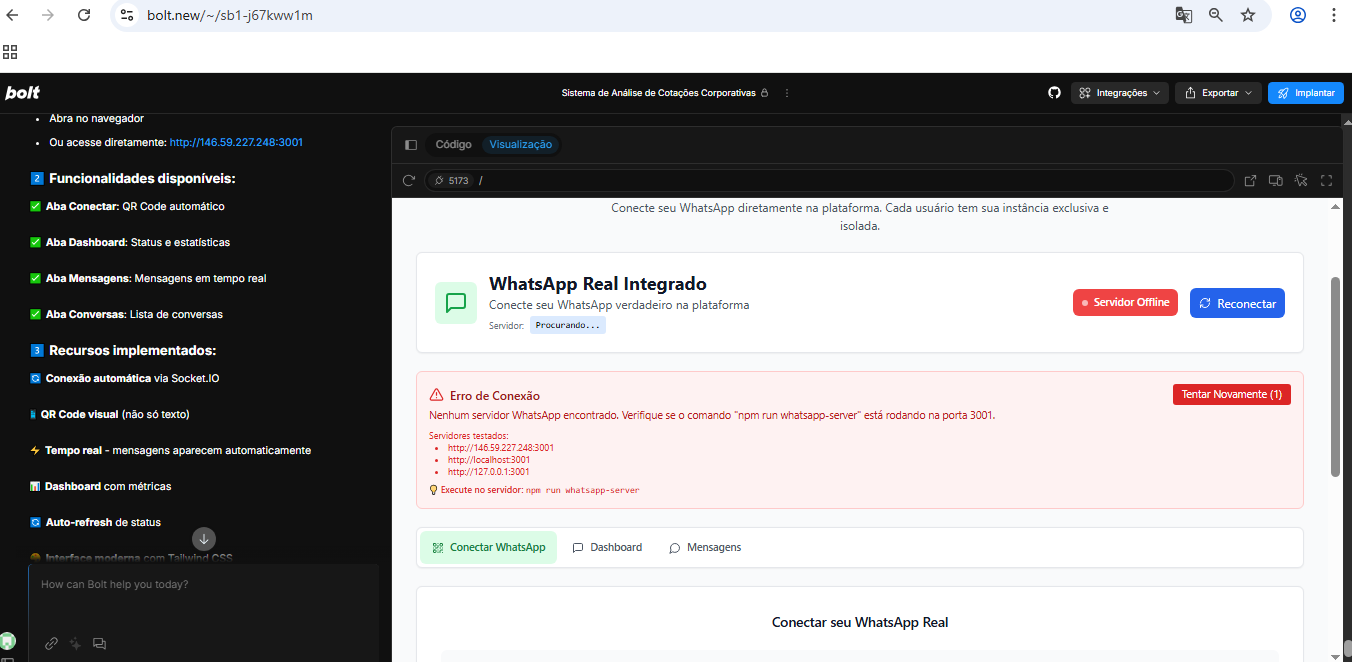 bolt.new/~/sb1-j67kww1m
bolt
Sistema de Análise de Cotações Corporativas
Integrações
Exportar
Implantar
Abra no navegador
Ou acesse diretamente: http://146.59.227.248:3001
2 Funcionalidades disponíveis:
✅ Aba Conectar: QR Code automático
✅ Aba Dashboard: Status e estatísticas
✅ Aba Mensagens: Mensagens em tempo real
✅ Aba Conversas: Lista de conversas
3 Recursos implementados:
Conexão automática via Socket.IO
QR Code visual (não só texto)
Tempo real - mensagens aparecem automaticamente
Dashboard com métricas
Auto-refresh de status
Interface moderna com Tailwind CSS
How can Bolt help you today?
Código
Visualização
5173 /
Conecte seu WhatsApp diretamente na plataforma. Cada usuário tem sua instância exclusiva e
isolada.
WhatsApp Real Integrado
Conecte seu WhatsApp verdadeiro na plataforma
Servidor: Procurando...
Servidor Offline
Reconectar
Erro de Conexão
Tentar Novamente (1)
Nenhum servidor WhatsApp encontrado. Verifique se o comando "npm run whatsapp-server" está rodando na porta 3001.
Servidores testados:
• http://146.59.227.248:3001
• http://localhost:3001
• http://127.0.0.1:3001
Execute no servidor: npm run whatsapp-server
Conectar WhatsApp
Dashboard
Mensagens
Conectar seu WhatsApp Real